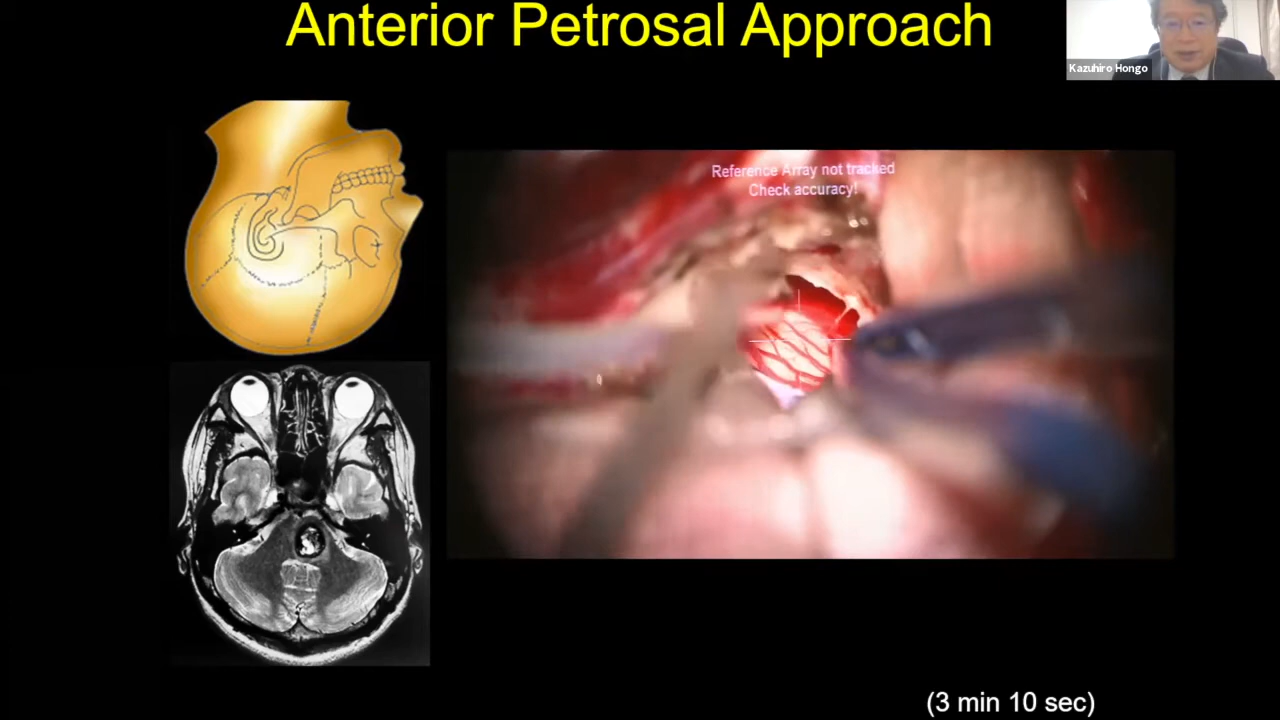 Anterior Petrosal Approach
Kazuhiro Hongo
Reference Array not tracked
Check accuracy!
(3 min 10 sec)